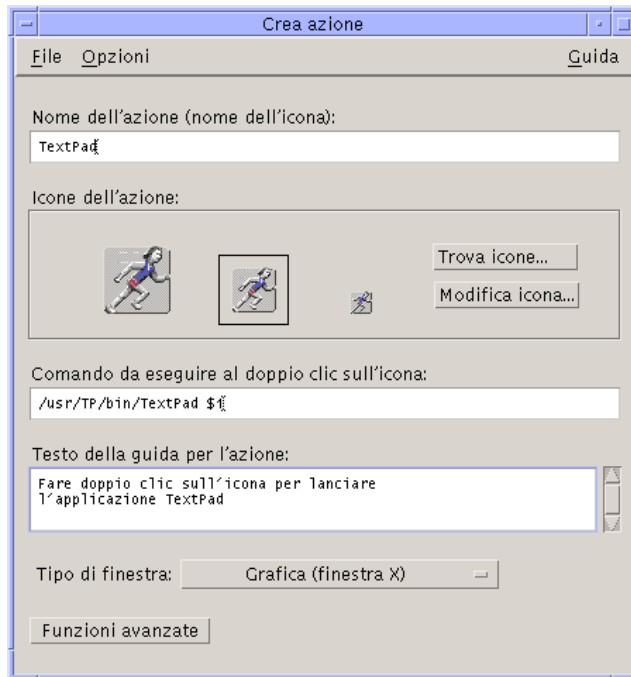 Crea azione
File Opzioni Guida
Nome dell'azione (nome dell'icona):
TextPad
Icone dell'azione:
Trova icone...
Modifica icona...
Comando da eseguire al doppio clic sull'icona:
/usr/TP/bin/TextPad $1
Testo della guida per l'azione:
Fare doppio clic sull'icona per lanciare
l'applicazione TextPad
Tipo di finestra: Grafica (finestra X)
Funzioni avanzate